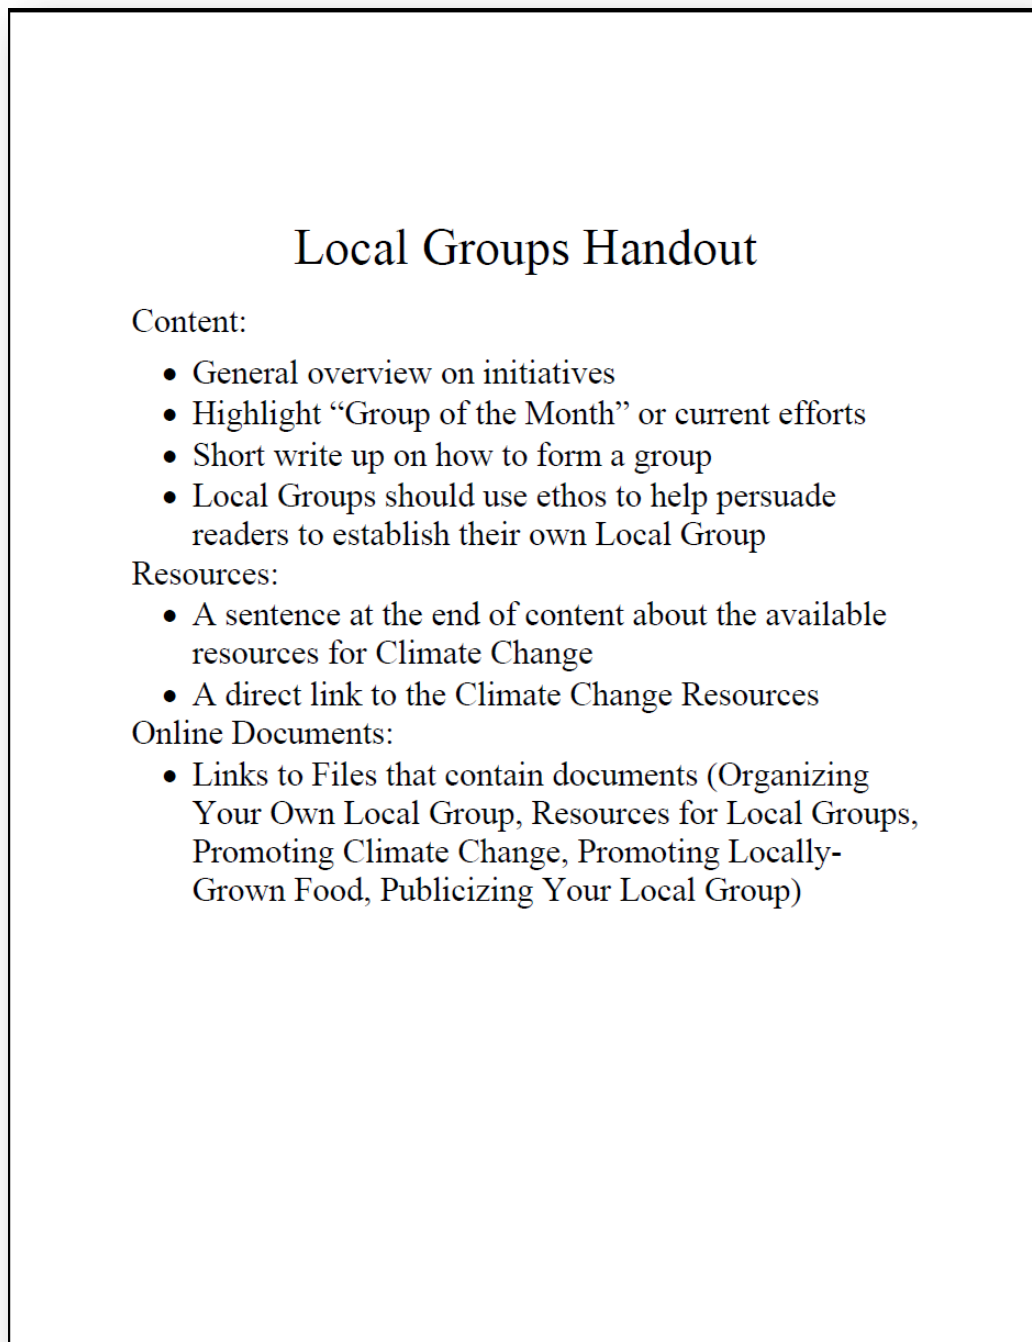 Local Groups Handout
Content:
• General overview on initiatives
• Highlight “Group of the Month” or current efforts
• Short write up on how to form a group
• Local Groups should use ethos to help persuade
readers to establish their own Local Group
Resources:
• A sentence at the end of content about the available
resources for Climate Change
• A direct link to the Climate Change Resources
Online Documents:
• Links to Files that contain documents (Organizing
Your Own Local Group, Resources for Local Groups,
Promoting Climate Change, Promoting Locally-
Grown Food, Publicizing Your Local Group)